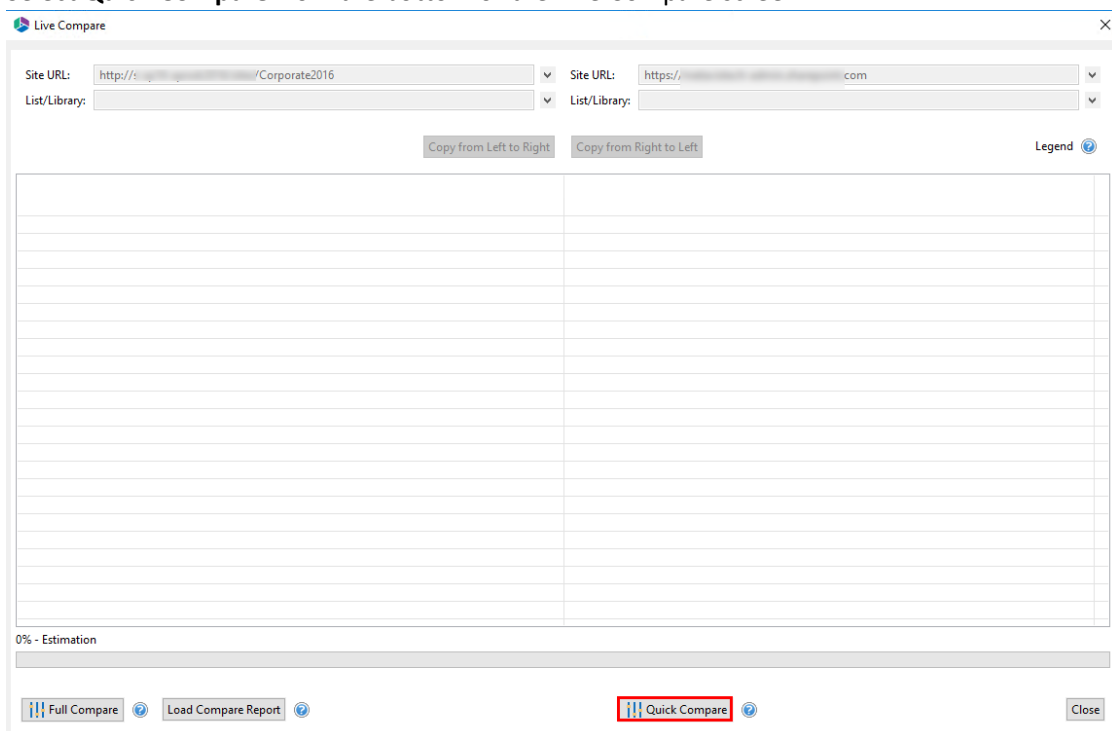 Live Compare
Site URL: http:// /Corporate2016 Site URL: https:/ com
List/Library: List/Library:
Copy from Left to Right Copy from Right to Left Legend
0% - Estimation
Full Compare Load Compare Report Quick Compare Close